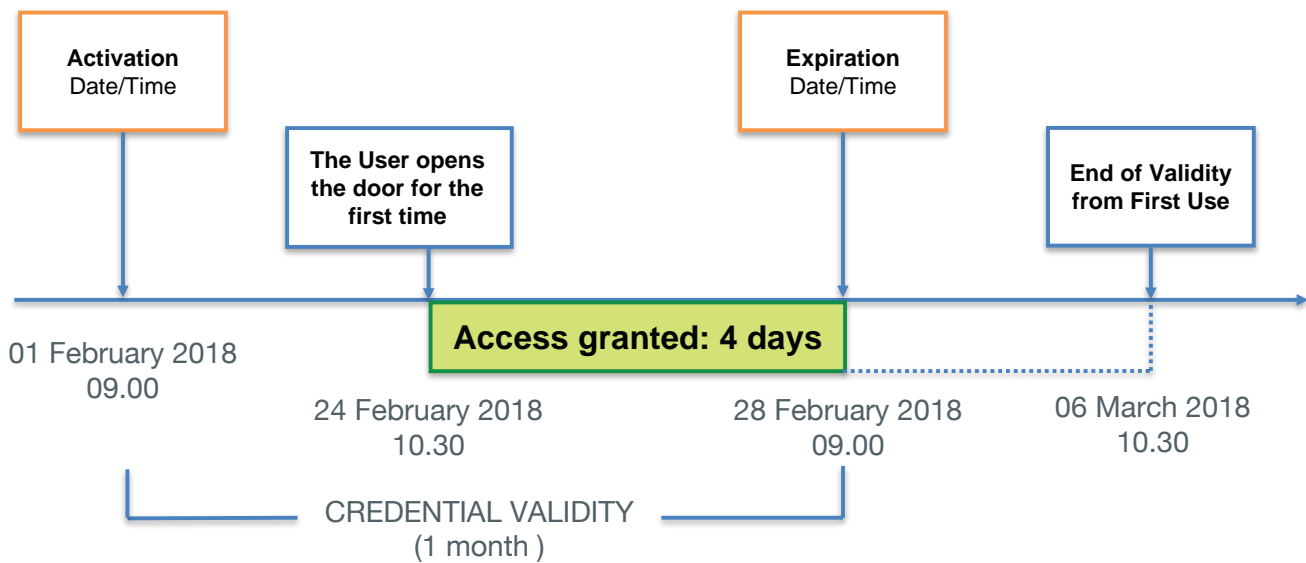 Activation
Date/Time
Expiration
Date/Time
The User opens
the door for the
first time
End of Validity
from First Use
Access granted: 4 days
01 February 2018
09.00
24 February 2018
10.30
28 February 2018
09.00
06 March 2018
10.30
CREDENTIAL VALIDITY
(1 month )